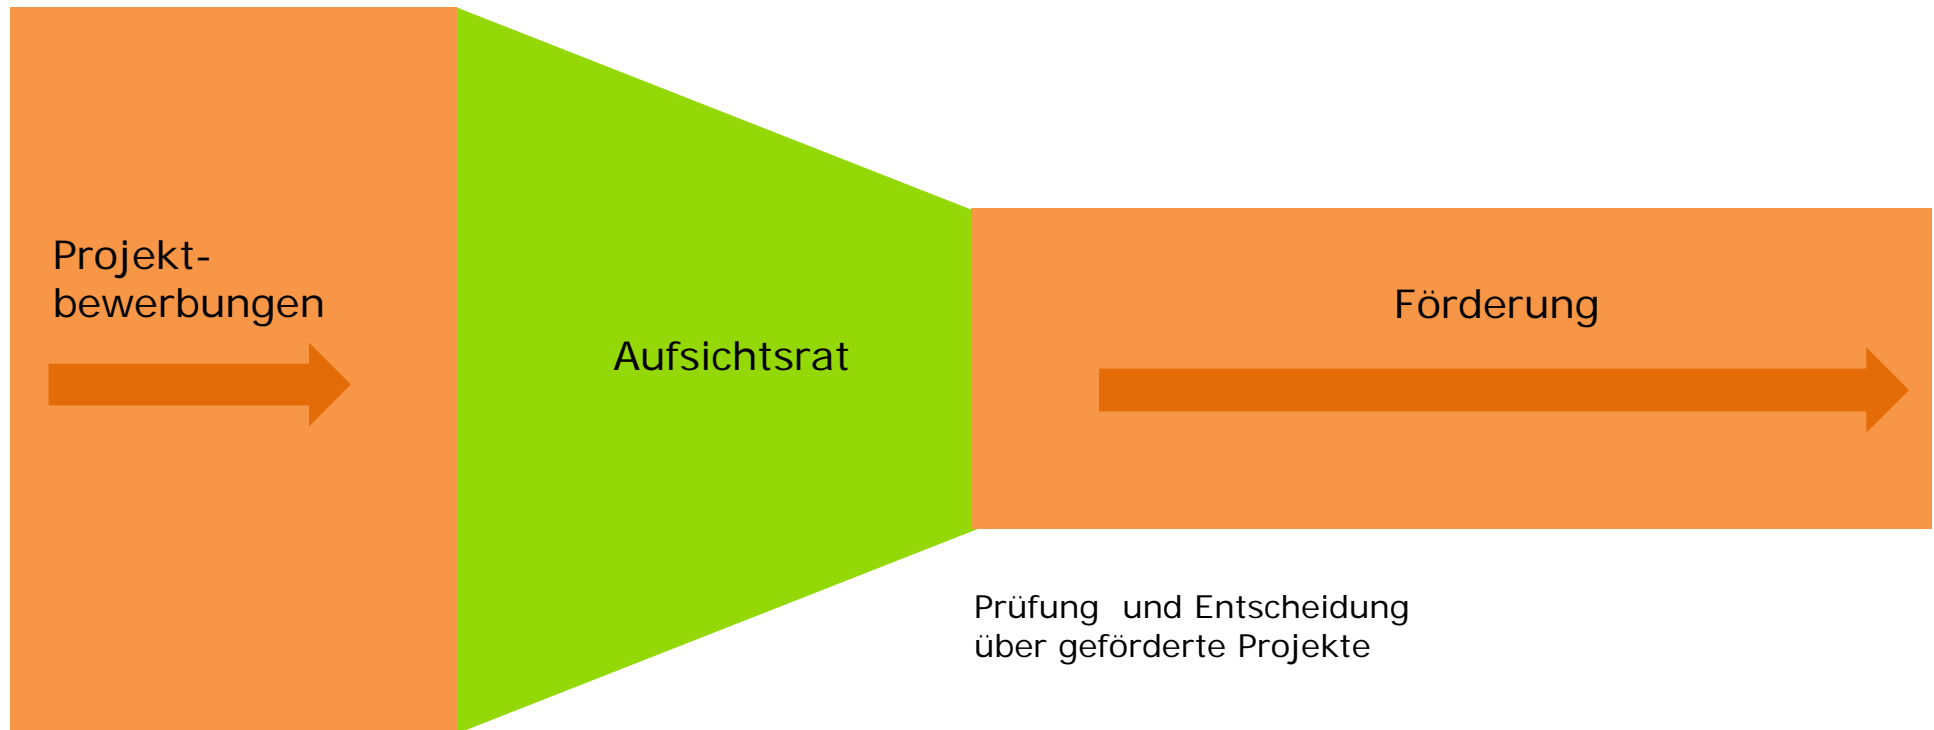 Projekt-
bewerbungen
Aufsichtsrat
Förderung
Prüfung  und Entscheidung
über geförderte Projekte